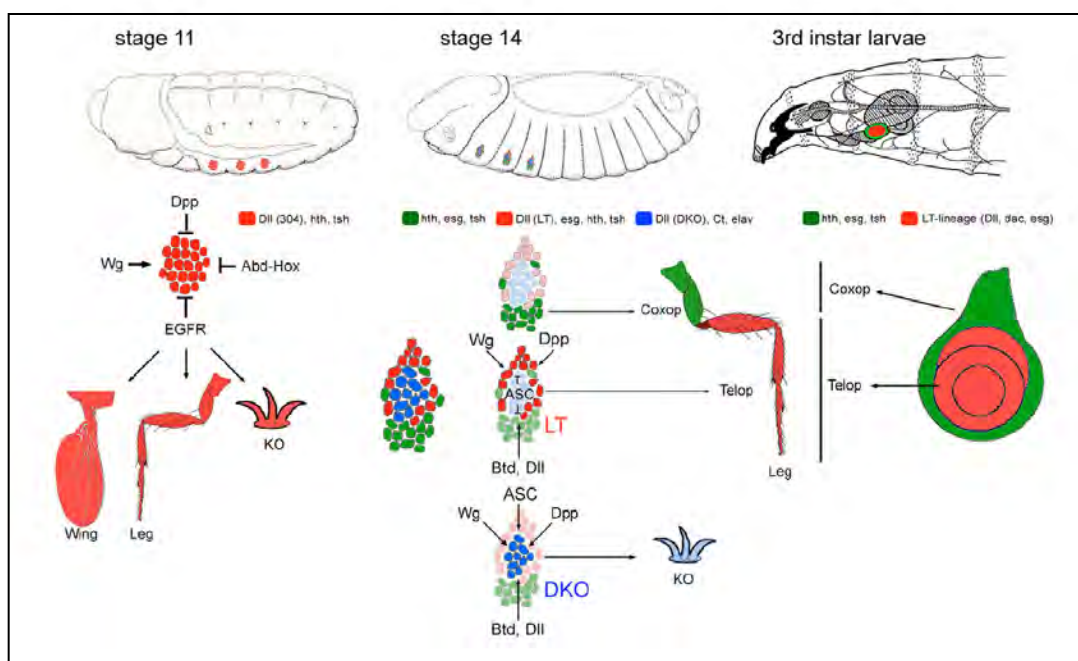 stage 11
stage 14
3rd instar larvae
Dpp
Dll (304), hth, tsh
Wg
Abd-Hox
EGFR
Wing
Leg
KO
hth, esg, tsh
Dll (LT), esg, hth, tsh
Dll (DKO), Ct, elav
Wg
Dpp
ASC
LT
Btd, Dll
ASC
Wg
Dpp
DKO
Btd, Dll
Coxop
Telop
Leg
KO
hth, esg, tsh
LT-lineage (Dll, dac, esg)
Coxop
Telop